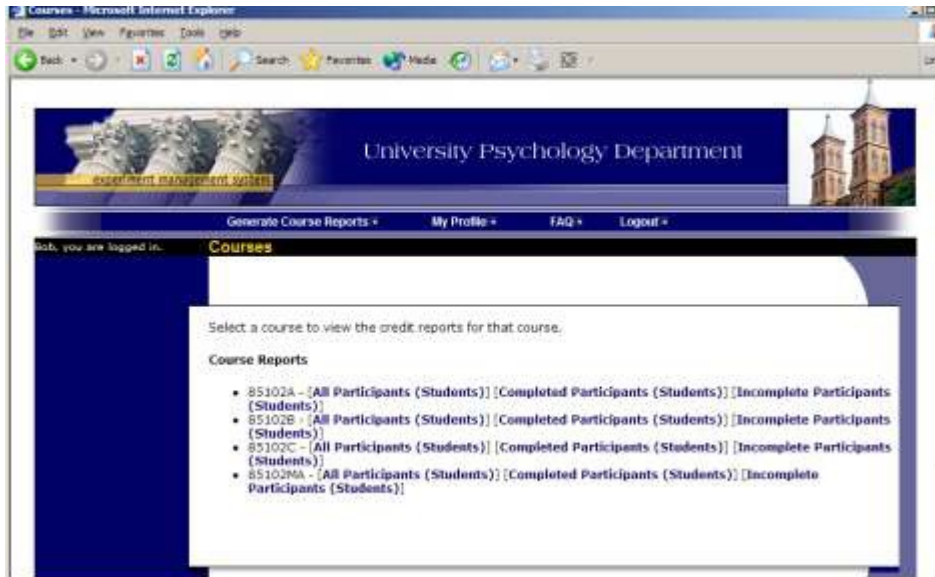 Courses - Microsoft Internet Explorer
File Edit View Favorites Tools Help
Back Search Favorites Media
University Psychology Department
experiment management system
Generate Course Reports My Profile FAQ Logout
Bob, you are logged in. Courses
Select a course to view the credit reports for that course.
Course Reports
• 85102A - [All Participants (Students)] [Completed Participants (Students)] [Incomplete Participants
(Students)]
• 85102B - [All Participants (Students)] [Completed Participants (Students)] [Incomplete Participants
(Students)]
• 85102C - [All Participants (Students)] [Completed Participants (Students)] [Incomplete Participants
(Students)]
• 85102MA - [All Participants (Students)] [Completed Participants (Students)] [Incomplete
Participants (Students)]